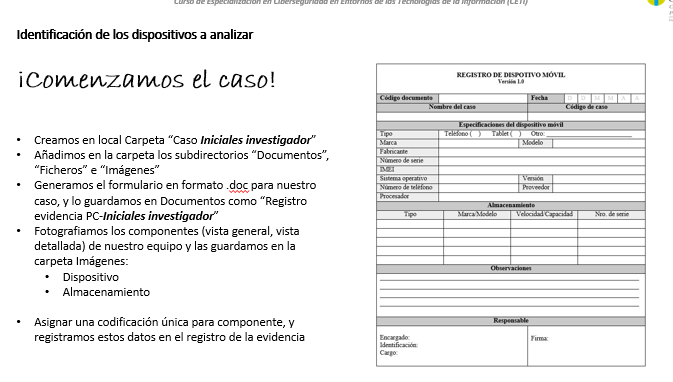 Curso de Especialización en Ciberseguridad en Entornos de las Tecnologías de la Información (CETI)
Identificación de los dispositivos a analizar
¡Comenzamos el caso!
• Creamos en local Carpeta “Caso Iniciales investigador”
• Añadimos en la carpeta los subdirectorios “Documentos”,
“Ficheros” e “Imágenes”
• Generamos el formulario en formato .doc para nuestro
caso, y lo guardamos en Documentos como “Registro
evidencia PC-Iniciales investigador”
• Fotografiamos los componentes (vista general, vista
detallada) de nuestro equipo y las guardamos en la
carpeta Imágenes:
• Dispositivo
• Almacenamiento
• Asignar una codificación única para componente, y
registramos estos datos en el registro de la evidencia
REGISTRO DE DISPOTIVO MÓVIL
Versión 1.0
Código documento Fecha D D M M A A
Nombre del caso Código de caso
Especificaciones del dispositivo móvil
Tipo Teléfono ( ) Tablet ( ) Otro:
Marca Modelo
Fabricante
Número de serie
IMEI
Sistema operativo Versión
Número de teléfono Proveedor
Procesador
Almacenamiento
Tipo Marca/Modelo Velocidad/Capacidad Nro. de serie
Observaciones
Responsable
Encargado: Firma:
Identificación:
Cargo: